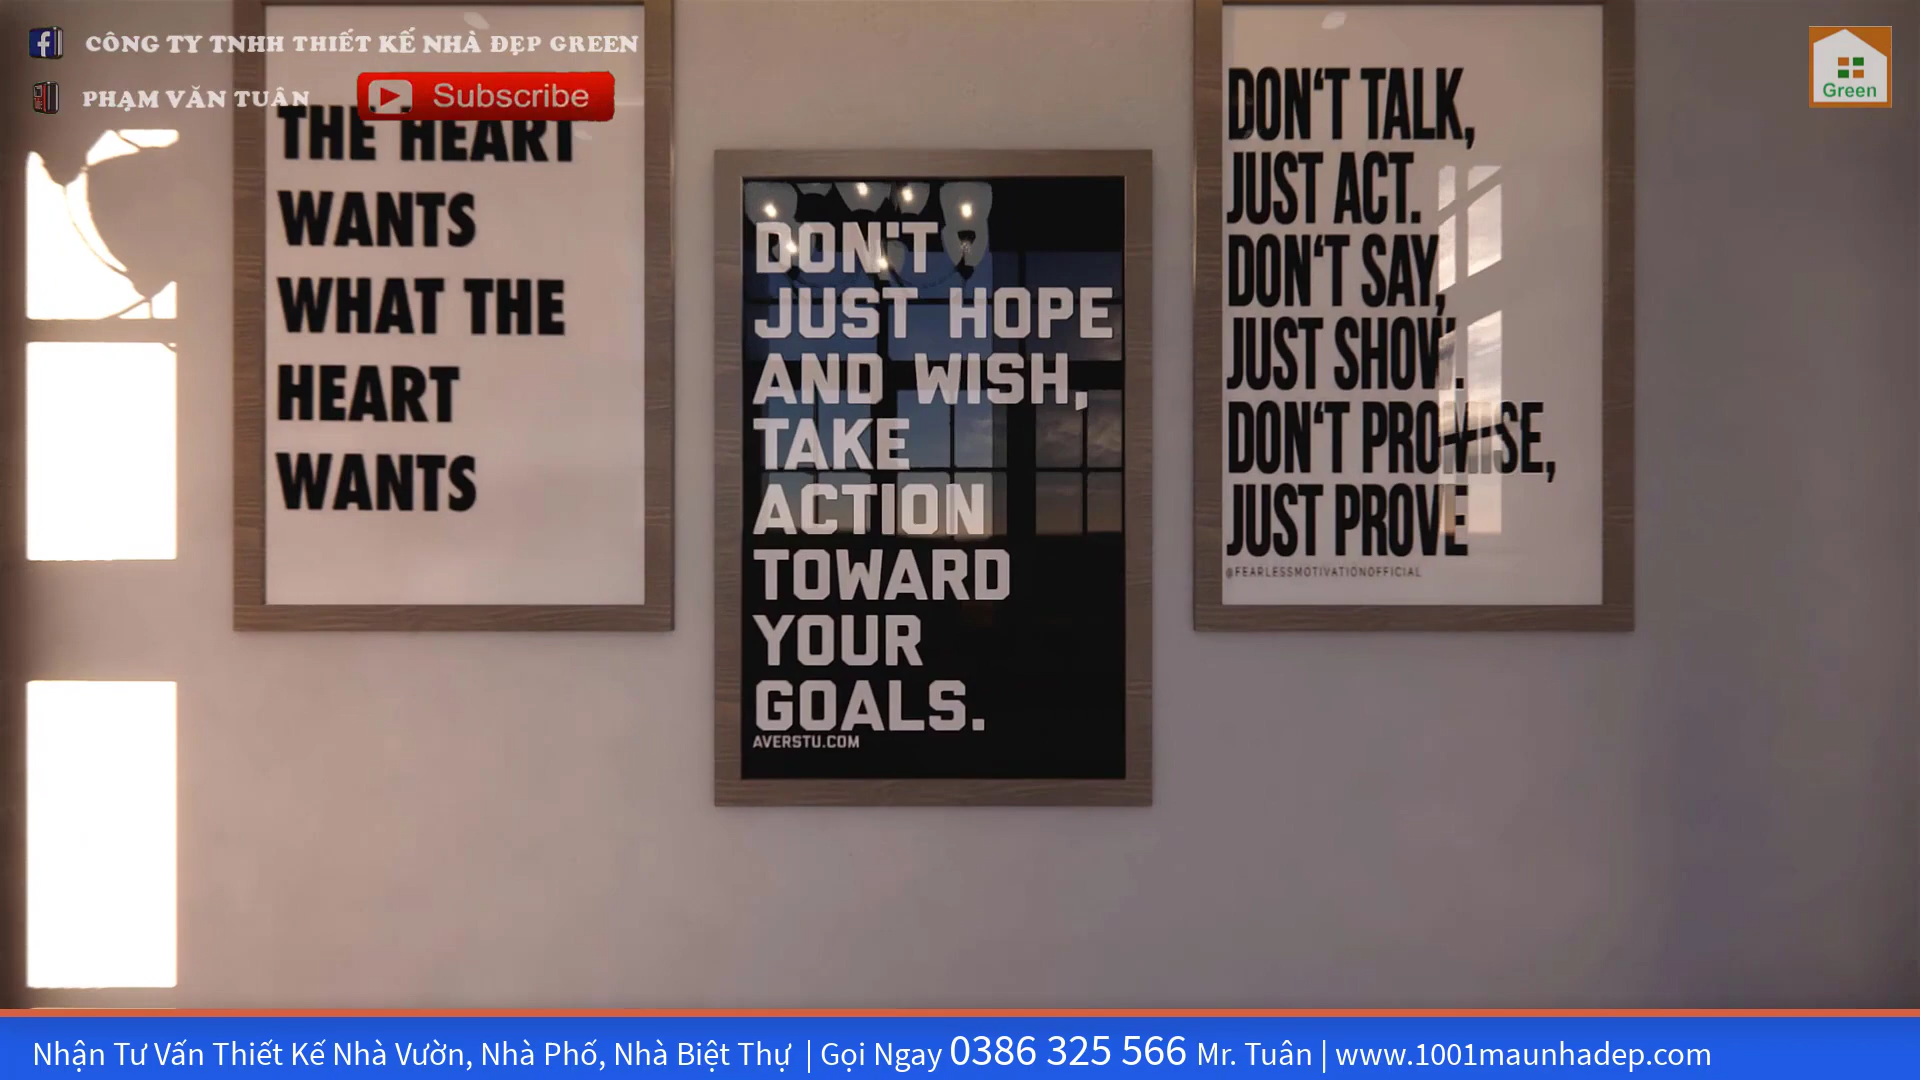 CÔNG TY TNHH THIẾT KẾ NHÀ ĐẸP GREEN
PHẠM VĂN TUÂN
Subscribe
Green
THE HEART
WANTS
WHAT THE
HEART
WANTS
DON'T
JUST HOPE
AND WISH,
TAKE
ACTION
TOWARD
YOUR
GOALS.
AVERSTU.COM
DON'T TALK,
JUST ACT.
DON'T SAY,
JUST SHOW.
DON'T PROMISE,
JUST PROVE
@FEARLESSMOTIVATIONOFFICIAL
Nhận Tư Vấn Thiết Kế Nhà Vườn, Nhà Phố, Nhà Biệt Thự | Gọi Ngay 0386 325 566 Mr. Tuân | www.1001maunhadep.com